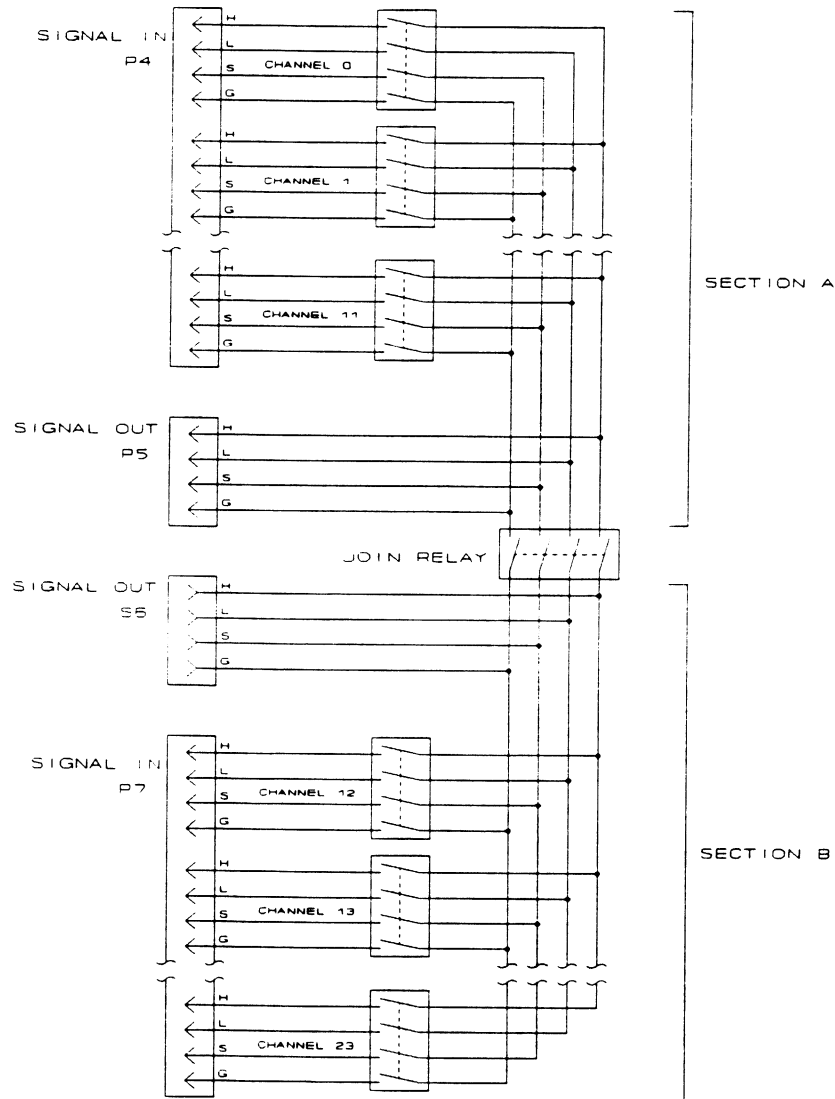 SIGNAL IN
P4
H
L
S
CHANNEL 0
G
H
L
S
CHANNEL 1
G
H
L
S
CHANNEL 11
G
SECTION A
SIGNAL OUT
P5
H
L
S
G
JOIN RELAY
SIGNAL OUT
S5
H
L
S
G
SIGNAL IN
P7
H
L
S
CHANNEL 12
G
H
L
S
CHANNEL 13
G
H
L
S
CHANNEL 23
G
SECTION B